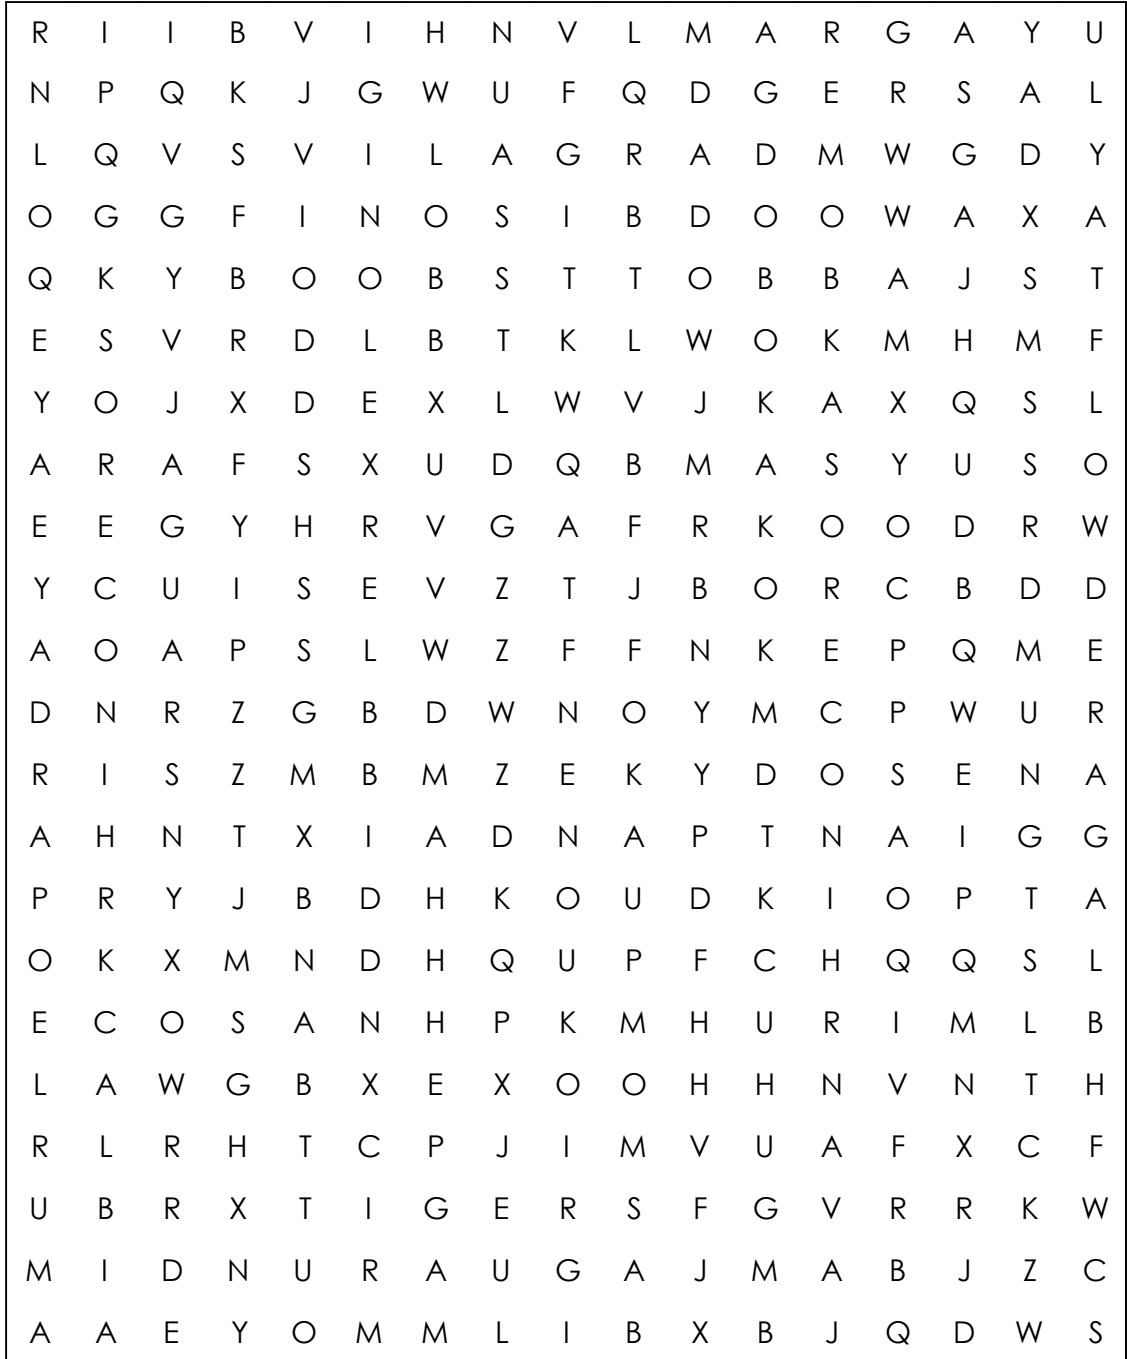 R I I B V I H N V L M A R G A Y U
N P Q K J G W U F Q D G E R S A L
L Q V S V I L A G R A D M W G D Y
O G G F I N O S I B D O O W A X A
Q K Y B O O B S T T O B B A J S T
E S V R D L B T K L W O K M H M F
Y O J X D E X L W V J K A X Q S L
A R A F S X U D Q B M A S Y U S O
E E G Y H R V G A F R K O O D R W
Y C U I S E V Z T J B O R C B D D
A O A P S L W Z F F N K E P Q M E
D N R Z G B D W N O Y M C P W U R
R I S Z M B M Z E K Y D O S E N A
A H N T X I A D N A P T N A I G G
P R Y J B D H K O U D K I O P T A
O K X M N D H Q U P F C H Q Q S L
E C O S A N H P K M H U R I M L B
L A W G B X E X O O H H N V N T H
R L R H T C P J I M V U A F X C F
U B R X T I G E R S F G V R R K W
M I D N U R A U G A J M A B J Z C
A A E Y O M M L I B X B J Q D W S